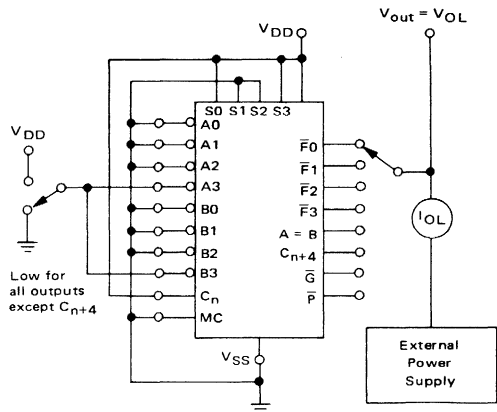 VDD
Vout = VOL
S0 S1 S2 S3
A0
A1
A2
A3
B0
B1
B2
B3
Cn
MC
F̅0
F̅1
F̅2
F̅3
A = B
Cn+4
G̅
P̅
VDD
Low for
all outputs
except Cn+4
IOL
VSS
External
Power
Supply